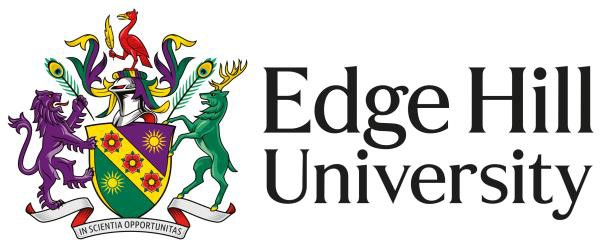 Edge Hill
University
IN SCIENTIA OPPORTUNITAS